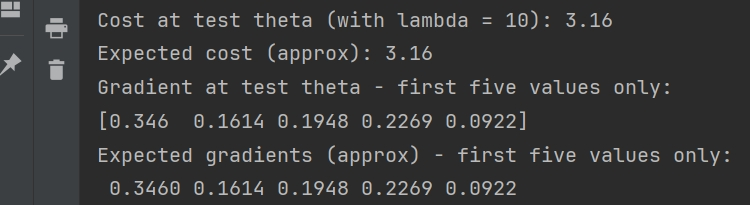 Cost at test theta (with lambda = 10): 3.16
Expected cost (approx): 3.16
Gradient at test theta - first five values only:
[0.346  0.1614 0.1948 0.2269 0.0922]
Expected gradients (approx) - first five values only:
 0.3460 0.1614 0.1948 0.2269 0.0922